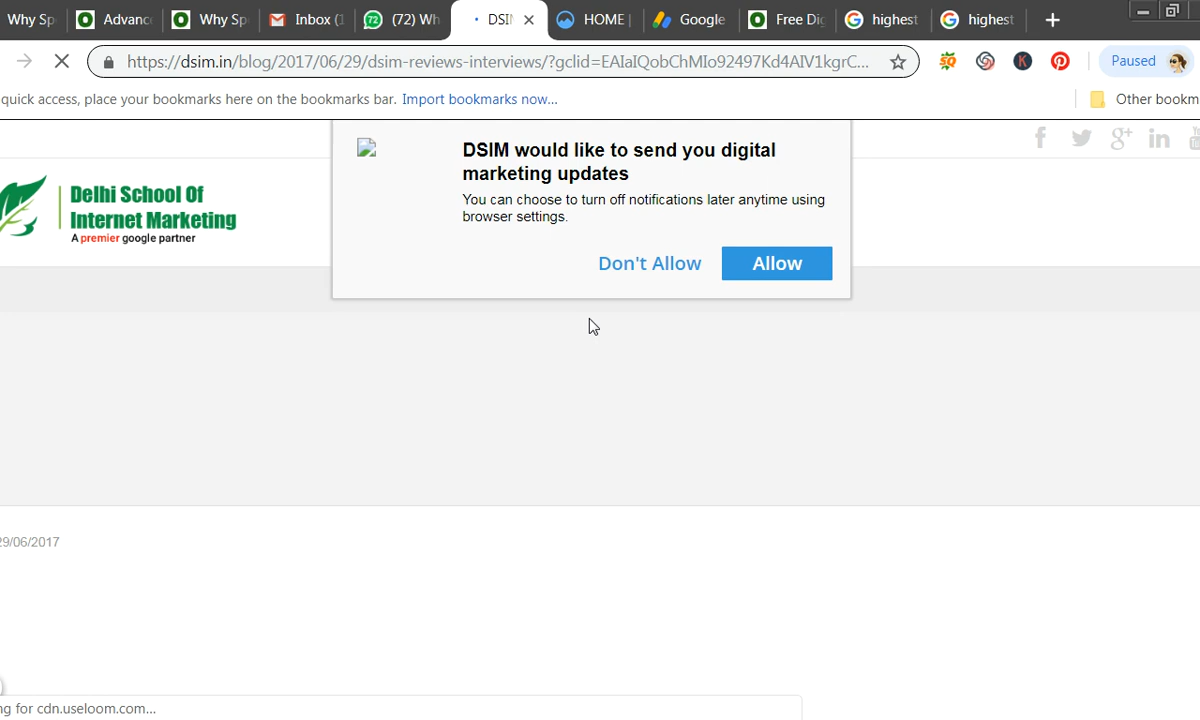 Why Sp Advanc Why Sp Inbox (1 (72) Wh DSI HOME | Google Free Dig highest highest
https://dsim.in/blog/2017/06/29/dsim-reviews-interviews/?gclid=EAIaIQobChMIo92497Kd4AIV1kgrC... SQ K Paused
quick access, place your bookmarks here on the bookmarks bar. Import bookmarks now... Other bookm
DSIM would like to send you digital
marketing updates
You can choose to turn off notifications later anytime using
browser settings.
Don't Allow Allow
Delhi School Of
Internet Marketing
A premier google partner
29/06/2017
ng for cdn.useloom.com...